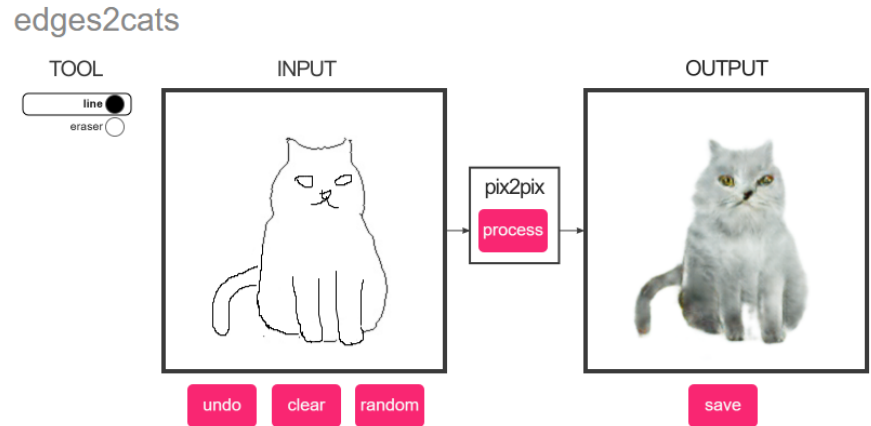 edges2cats
TOOL
line
eraser
INPUT
undo
clear
random
pix2pix
process
OUTPUT
save